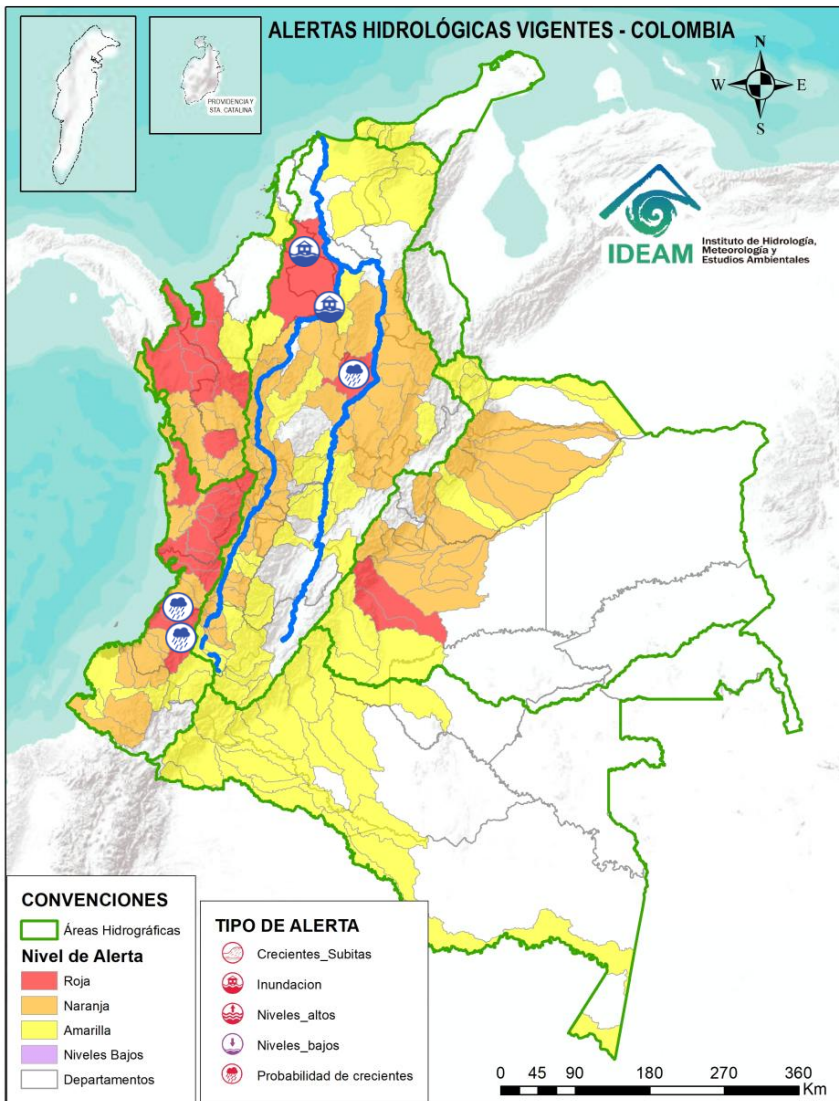 ALERTAS HIDROLÓGICAS VIGENTES - COLOMBIA
PROVIDENCIA Y
STA. CATALINA
N
W E
S
IDEAM
Instituto de Hidrología,
Meteorología y
Estudios Ambientales
CONVENCIONES
Áreas Hidrográficas
Nivel de Alerta
Roja
Naranja
Amarilla
Niveles Bajos
Departamentos
TIPO DE ALERTA
Crecientes_Subitas
Inundacion
Niveles_altos
Niveles_bajos
Probabilidad de crecientes
0 45 90 180 270 360
Km